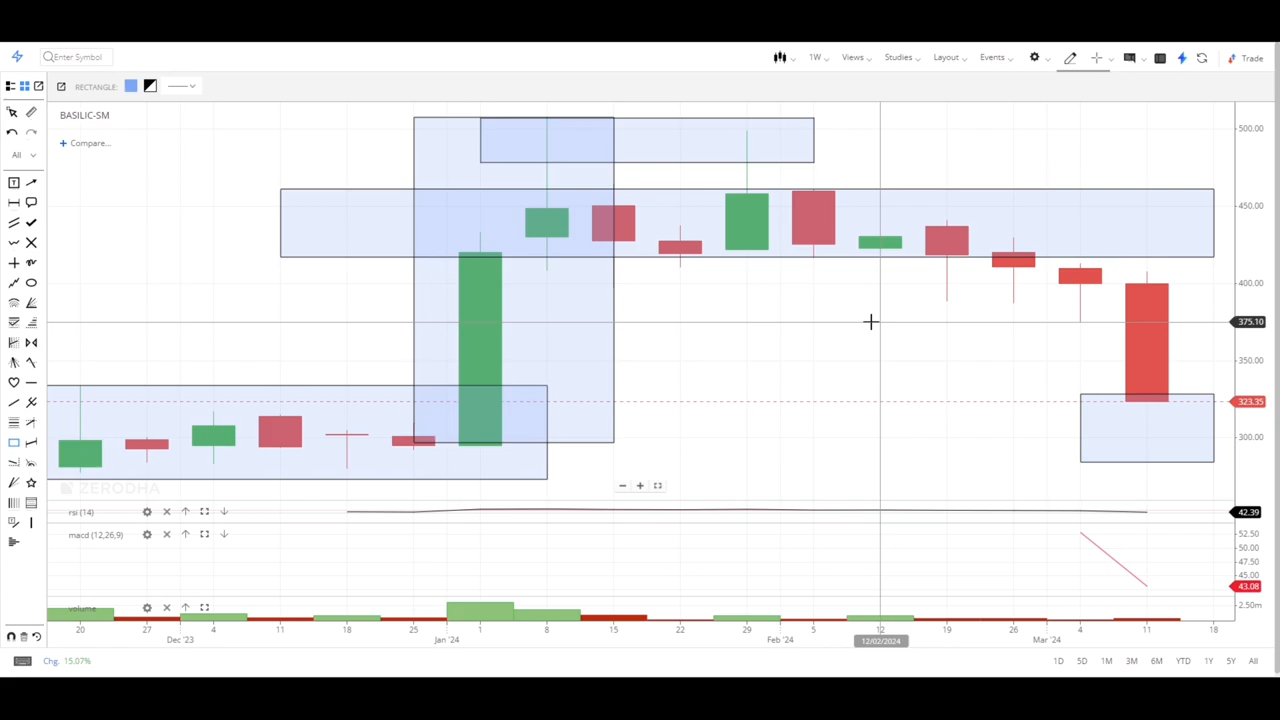 Enter Symbol
1W
Views
Studies
Layout
Events
Trade
RECTANGLE:
BASILIC-SM
Compare...
All
500.00
450.00
400.00
375.10
350.00
323.35
300.00
ZERODHA
rsi (14)
42.39
macd (12,26,9)
52.50
50.00
47.50
45.00
43.08
volume
2.50m
20 27 4 11 18 25 1 8 15 22 29 5 12 19 26 4 11 18
Dec '23 Jan '24 Feb '24 12/02/2024 Mar '24
Chg. 15.07%
1D 5D 1M 3M 6M YTD 1Y 5Y All